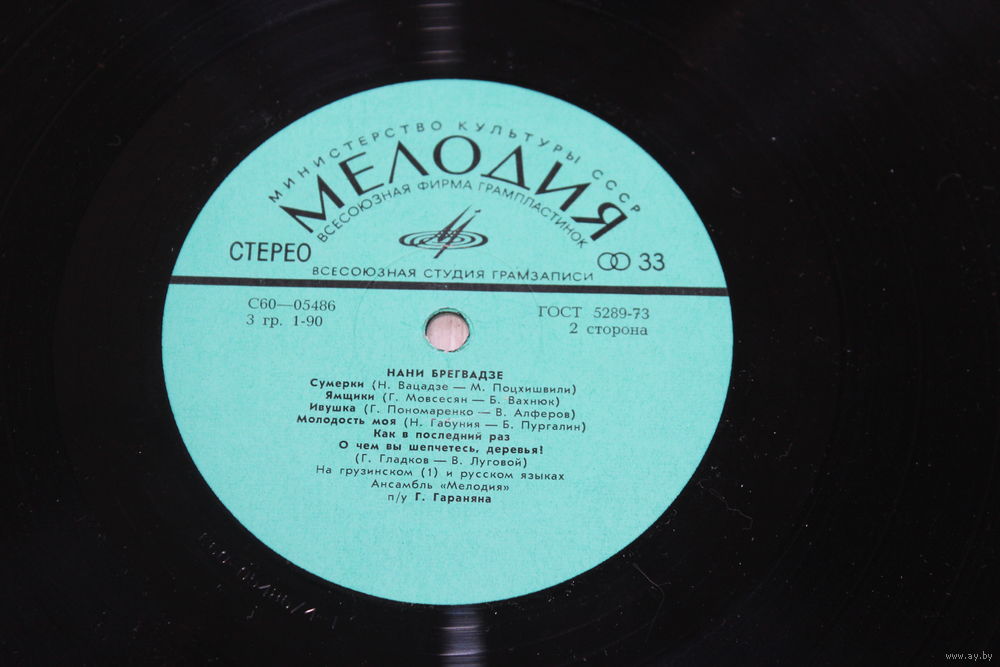 МИНИСТЕРСТВО КУЛЬТУРЫ СССР
МЕЛОДИЯ
ВСЕСОЮЗНАЯ ФИРМА ГРАМПЛАСТИНОК
СТЕРЕО
33
ВСЕСОЮЗНАЯ СТУДИЯ ГРАМЗАПИСИ
С60—05486
3 гр. 1-90
ГОСТ 5289-73
2 сторона
НАНИ БРЕГВАДЗЕ
Сумерки (Н. Вацадзе — М. Поцхишвили)
Ямщики (Г. Мовсесян — Б. Вахнюк)
Ивушка (Г. Пономаренко — В. Алферов)
Молодость моя (Н. Габуния — Б. Пургалин)
Как в последний раз
О чем вы шепчетесь, деревья!
(Г. Гладков — В. Луговой)
На грузинском (1) и русском языках
Ансамбль «Мелодия»
п/у Г. Гараняна
www.ay.by